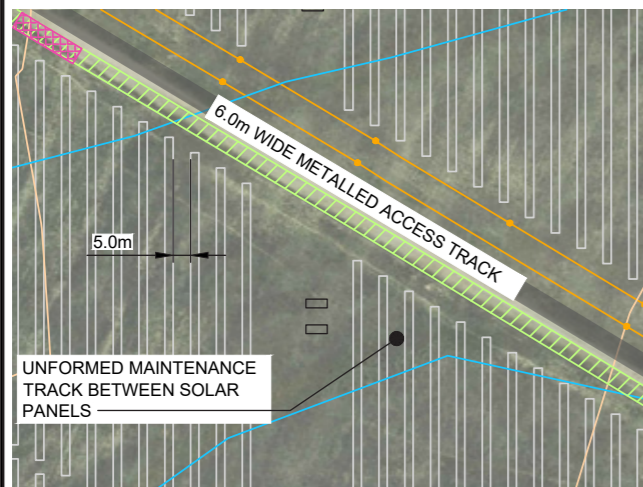 6.0m WIDE METALLED ACCESS TRACK
5.0m
UNFORMED MAINTENANCE
TRACK BETWEEN SOLAR
PANELS